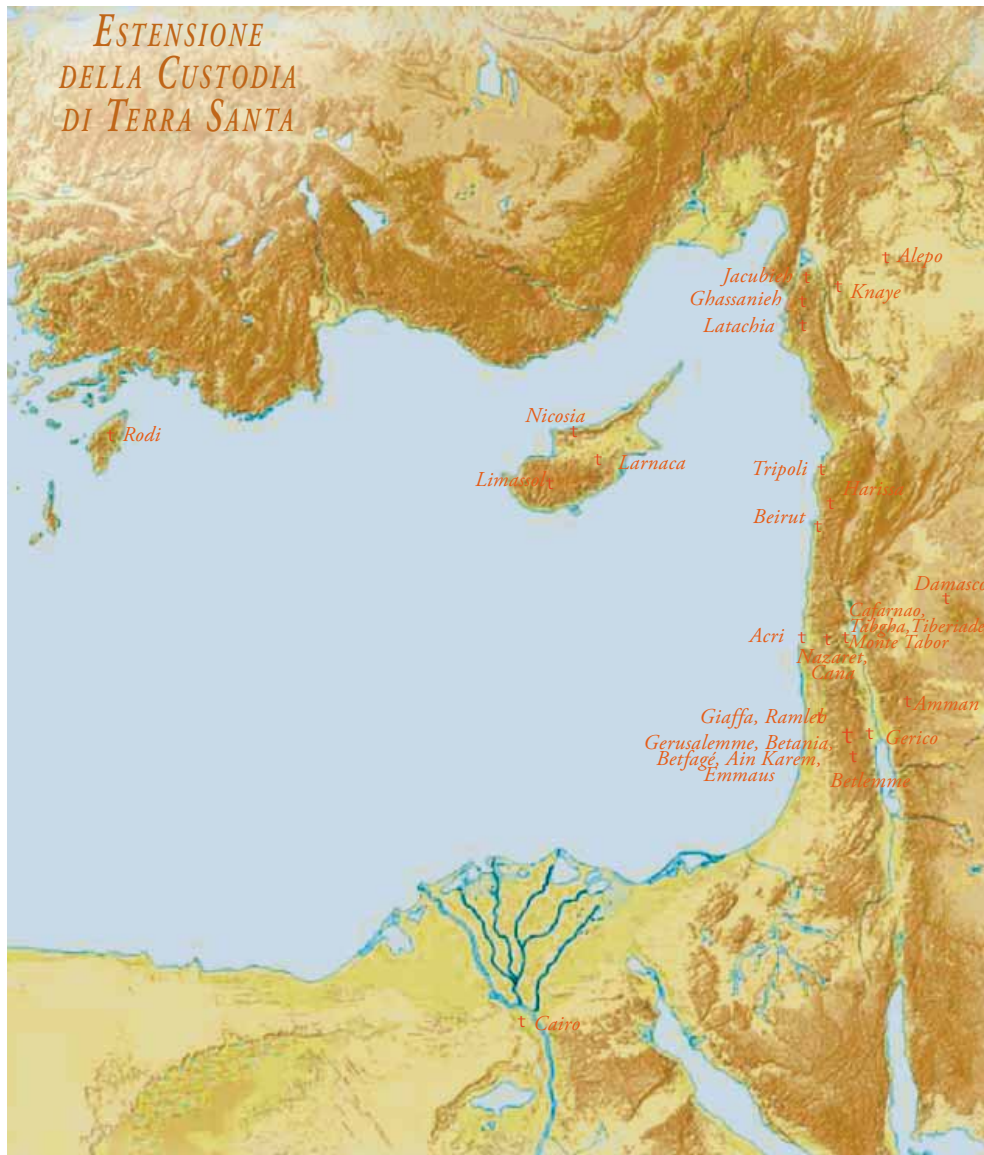 ESTENSIONE
DELLA CUSTODIA
DI TERRA SANTA
t Alepo
Jacubieh t
t Knaye
Ghassanieh t
Latachia t
Nicosia
t
t Rodi
t Larnaca
Tripoli t
Limassol t
Harissa
t
Beirut t
Damasco
t
Cafarnao,
Tabgha, Tiberiade,
Acri t t t Monte Tabor
Nazaret,
Cana
t Amman
Giaffa, Ramleh
t
Gerusalemme, Betania, t t Gerico
Betfagé, Ain Karem, t
Emmaus
Betlemme
t Cairo